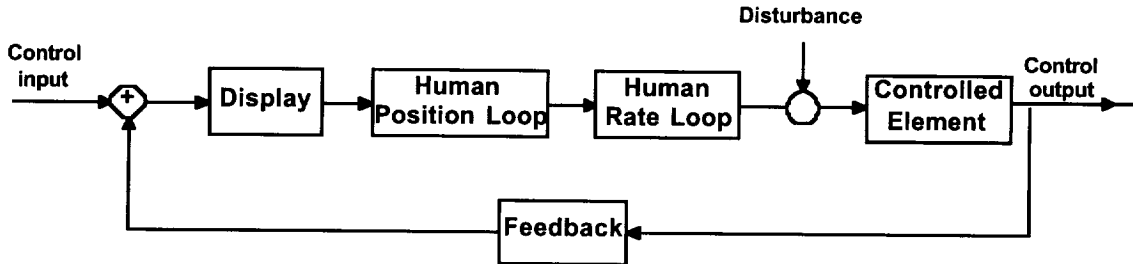 Disturbance
Control
input
+
Display
Human
Position Loop
Human
Rate Loop
Controlled
Element
Control
output
Feedback